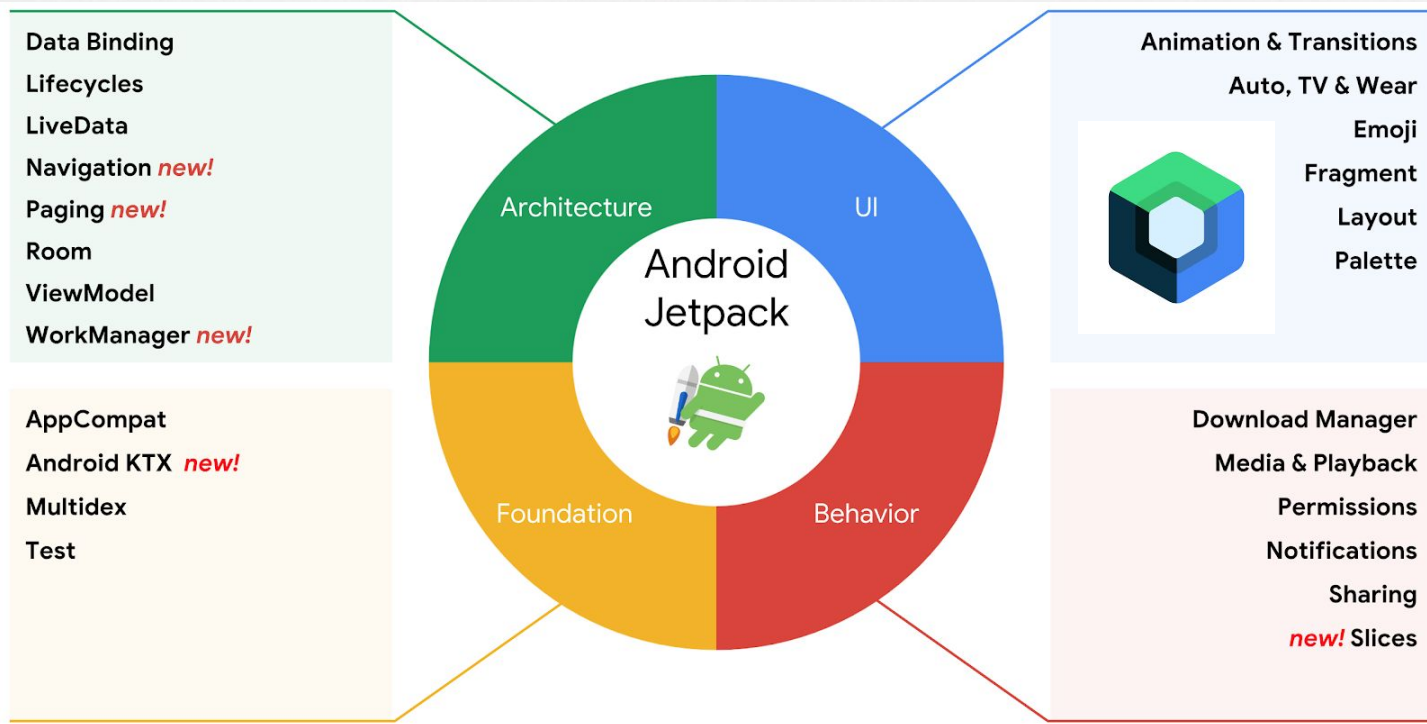 Data Binding
Lifecycles
LiveData
Navigation new!
Paging new!
Room
ViewModel
WorkManager new!
AppCompat
Android KTX new!
Multidex
Test
Architecture
UI
Android
Jetpack
Foundation
Behavior
Animation & Transitions
Auto, TV & Wear
Emoji
Fragment
Layout
Palette
Download Manager
Media & Playback
Permissions
Notifications
Sharing
new! Slices